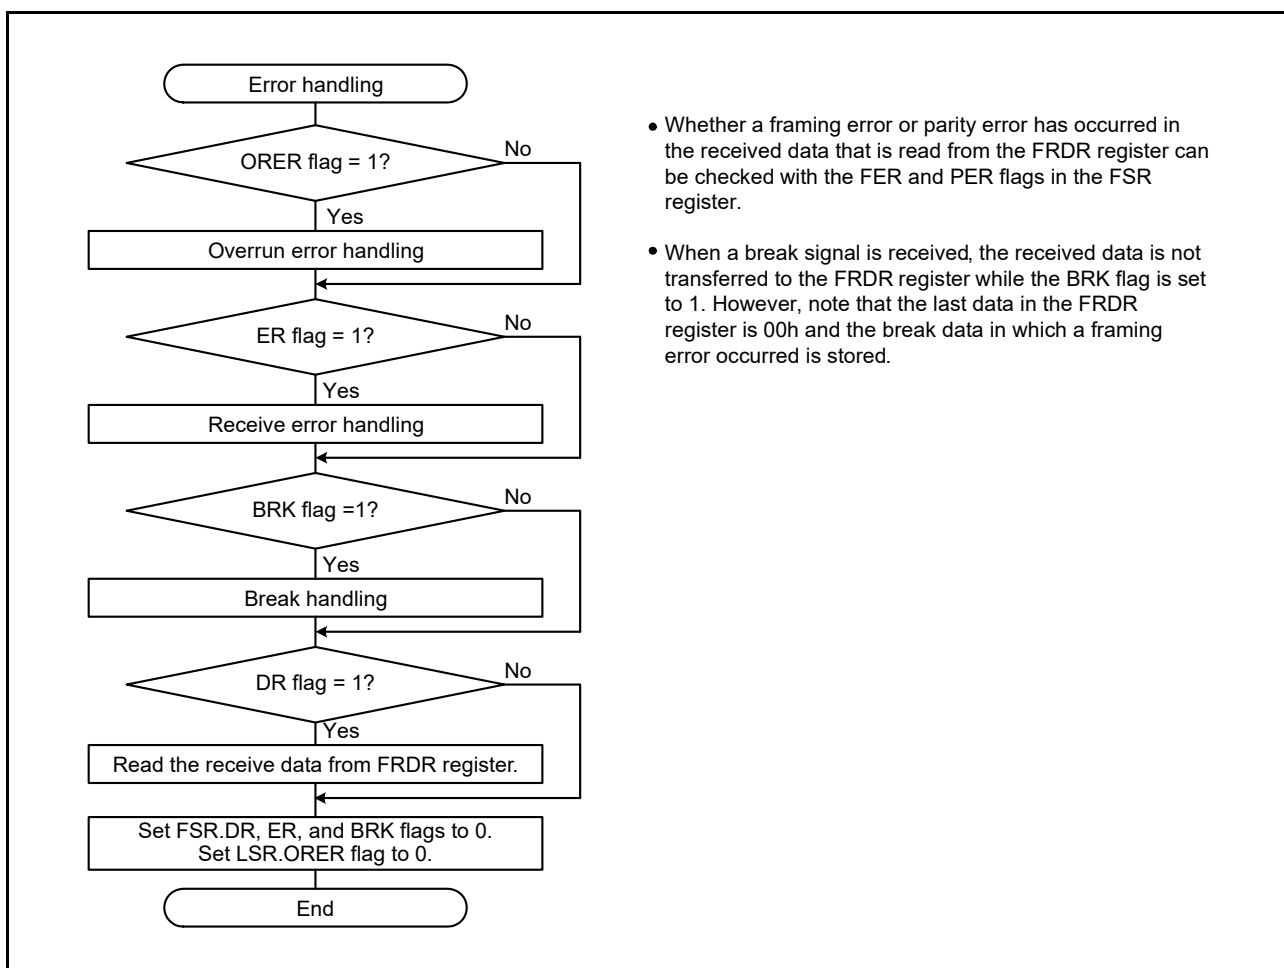 Error handling
ORER flag = 1?
No
Yes
Overrun error handling
ER flag = 1?
No
Yes
Receive error handling
BRK flag =1?
No
Yes
Break handling
DR flag = 1?
No
Yes
Read the receive data from FRDR register.
Set FSR.DR, ER, and BRK flags to 0.
Set LSR.ORER flag to 0.
End
• Whether a framing error or parity error has occurred in
the received data that is read from the FRDR register can
be checked with the FER and PER flags in the FSR
register.
• When a break signal is received, the received data is not
transferred to the FRDR register while the BRK flag is set
to 1. However, note that the last data in the FRDR
register is 00h and the break data in which a framing
error occurred is stored.